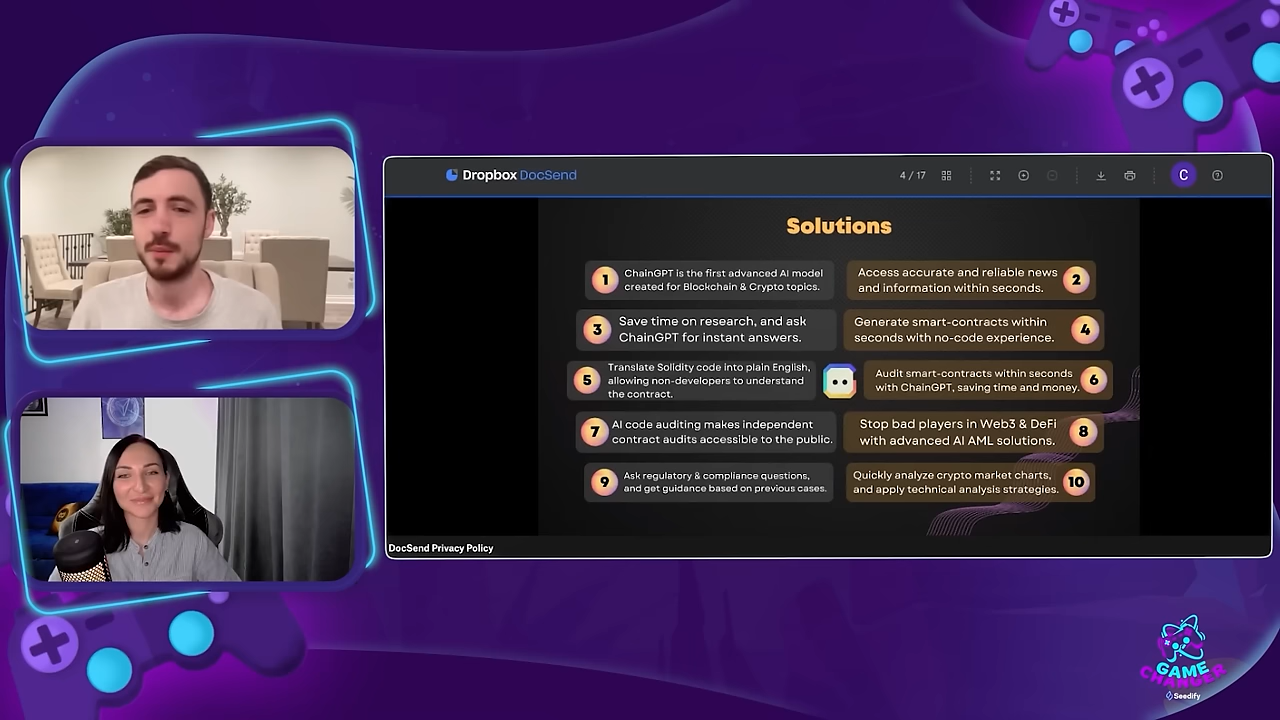 Dropbox DocSend
4 / 17
C
Solutions
1
ChainGPT is the first advanced AI model
created for Blockchain & Crypto topics.
Access accurate and reliable news
and information within seconds.
2
3
Save time on research, and ask
ChainGPT for instant answers.
Generate smart-contracts within
seconds with no-code experience.
4
5
Translate Solidity code into plain English,
allowing non-developers to understand
the contract.
Audit smart-contracts within seconds
with ChainGPT, saving time and money.
6
7
AI code auditing makes independent
contract audits accessible to the public.
Stop bad players in Web3 & DeFi
with advanced AI AML solutions.
8
9
Ask regulatory & compliance questions,
and get guidance based on previous cases.
Quickly analyze crypto market charts,
and apply technical analysis strategies.
10
DocSend Privacy Policy
GAME
CHANGER
Seedify